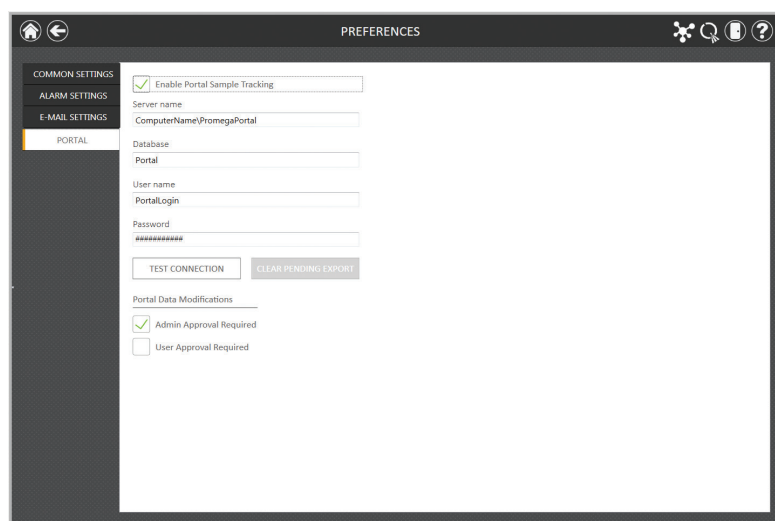 PREFERENCES
?
COMMON SETTINGS
ALARM SETTINGS
E-MAIL SETTINGS
PORTAL
Enable Portal Sample Tracking
Server name
ComputerName\PromegaPortal
Database
Portal
User name
PortalLogin
Password
###########
TEST CONNECTION
CLEAR PENDING EXPORT
Portal Data Modifications
Admin Approval Required
User Approval Required